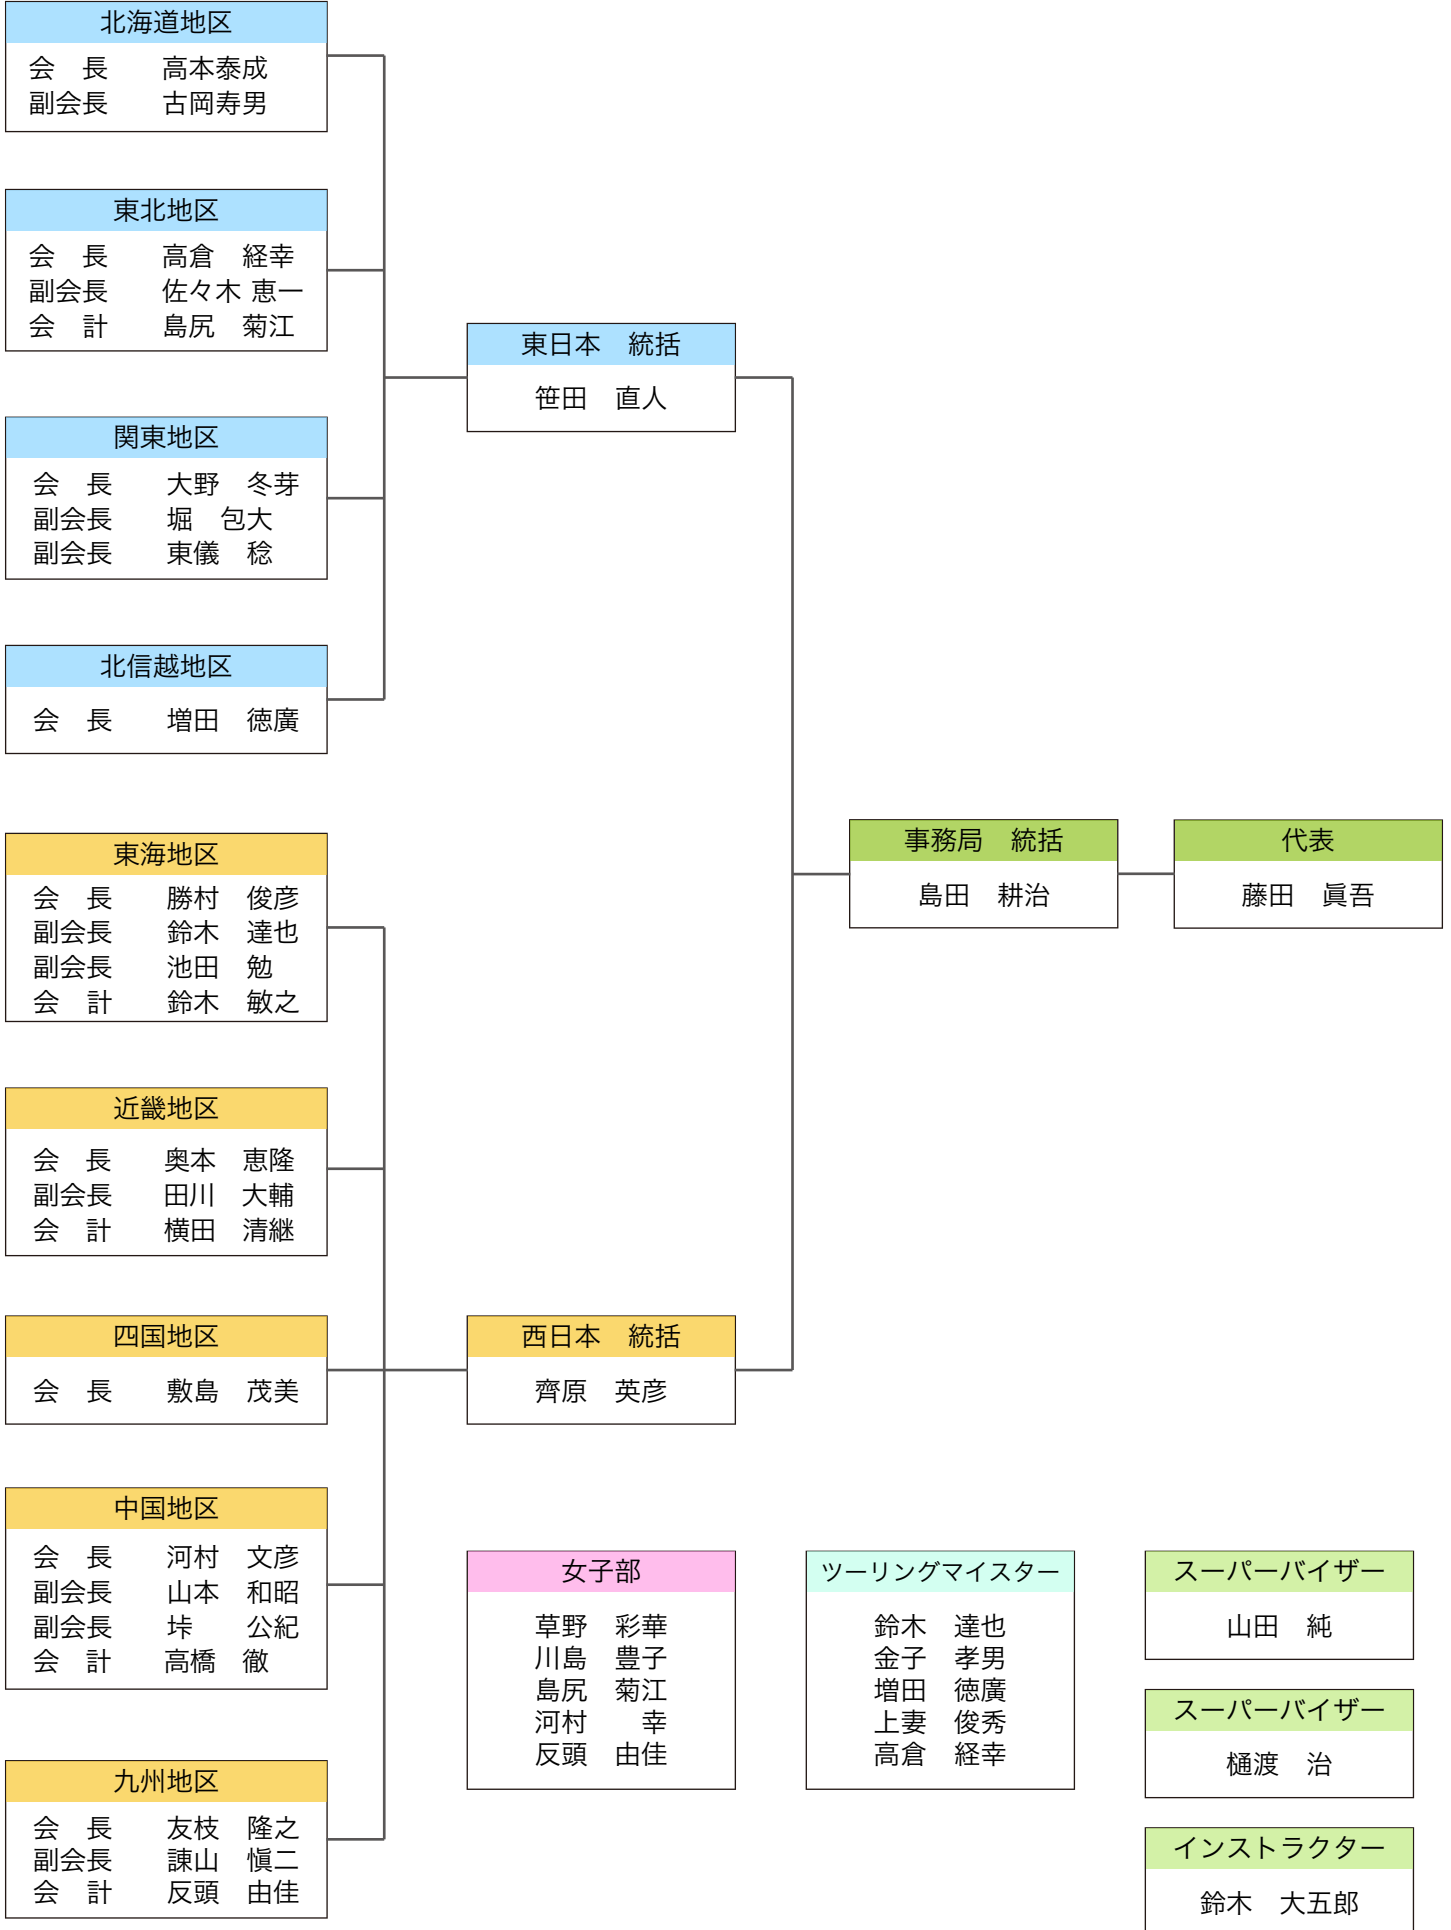 北海道地区
会　長　　高本泰成
副会長　　古岡寿男
東北地区
会　長　　高倉　経幸
副会長　　佐々木 恵一
会　計　　島尻　菊江
関東地区
会　長　　大野　冬芽
副会長　　堀　包大
副会長　　東儀　稔
北信越地区
会　長　　増田　徳廣
東日本　統括
笹田　直人
東海地区
会　長　　勝村　俊彦
副会長　　鈴木　達也
副会長　　池田　勉
会　計　　鈴木　敏之
近畿地区
会　長　　奥本　恵隆
副会長　　田川　大輔
会　計　　横田　清継
四国地区
会　長　　敷島　茂美
中国地区
会　長　　河村　文彦
副会長　　山本　和昭
副会長　　垰　　公紀
会　計　　高橋　徹
九州地区
会　長　　友枝　隆之
副会長　　諌山　愼二
会　計　　反頭　由佳
西日本　統括
齊原　英彦
事務局　統括
島田　耕治
代表
藤田　眞吾
女子部
草野　彩華
川島　豊子
島尻　菊江
河村　　幸
反頭　由佳
ツーリングマイスター
鈴木　達也
金子　孝男
増田　徳廣
上妻　俊秀
高倉　経幸
スーパーバイザー
山田　純
スーパーバイザー
樋渡　治
インストラクター
鈴木　大五郎